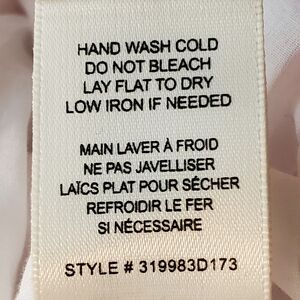 HAND WASH COLD
DO NOT BLEACH
LAY FLAT TO DRY
LOW IRON IF NEEDED
MAIN LAVER À FROID
NE PAS JAVELLISER
LAÏCS PLAT POUR SÉCHER
REFROIDIR LE FER
SI NÉCESSAIRE
STYLE # 319983D173